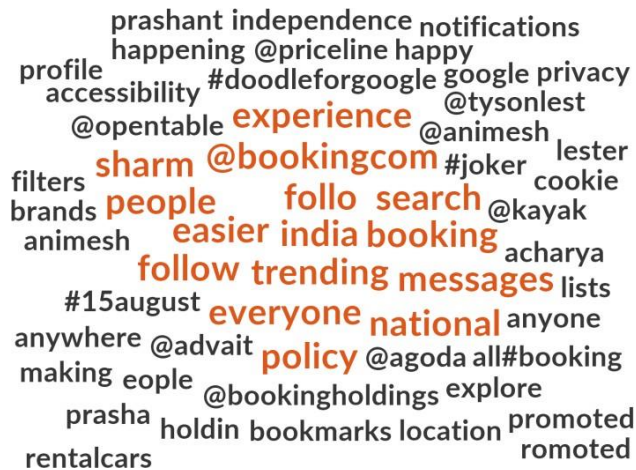 prashant independence notifications
happening @priceline happy
profile #doodleforgoogle google privacy
accessibility @tysonlest
@opentable experience @animesh
sharm @bookingcom #joker lester
filters people follo search cookie
brands @kayak
animesh easier india booking acharya
follow trending messages lists
#15august everyone national anyone
anywhere @advait policy @agoda all#booking
making eople @bookingholdings explore
prasha holdin bookmarks location promoted
rentalcars romoted